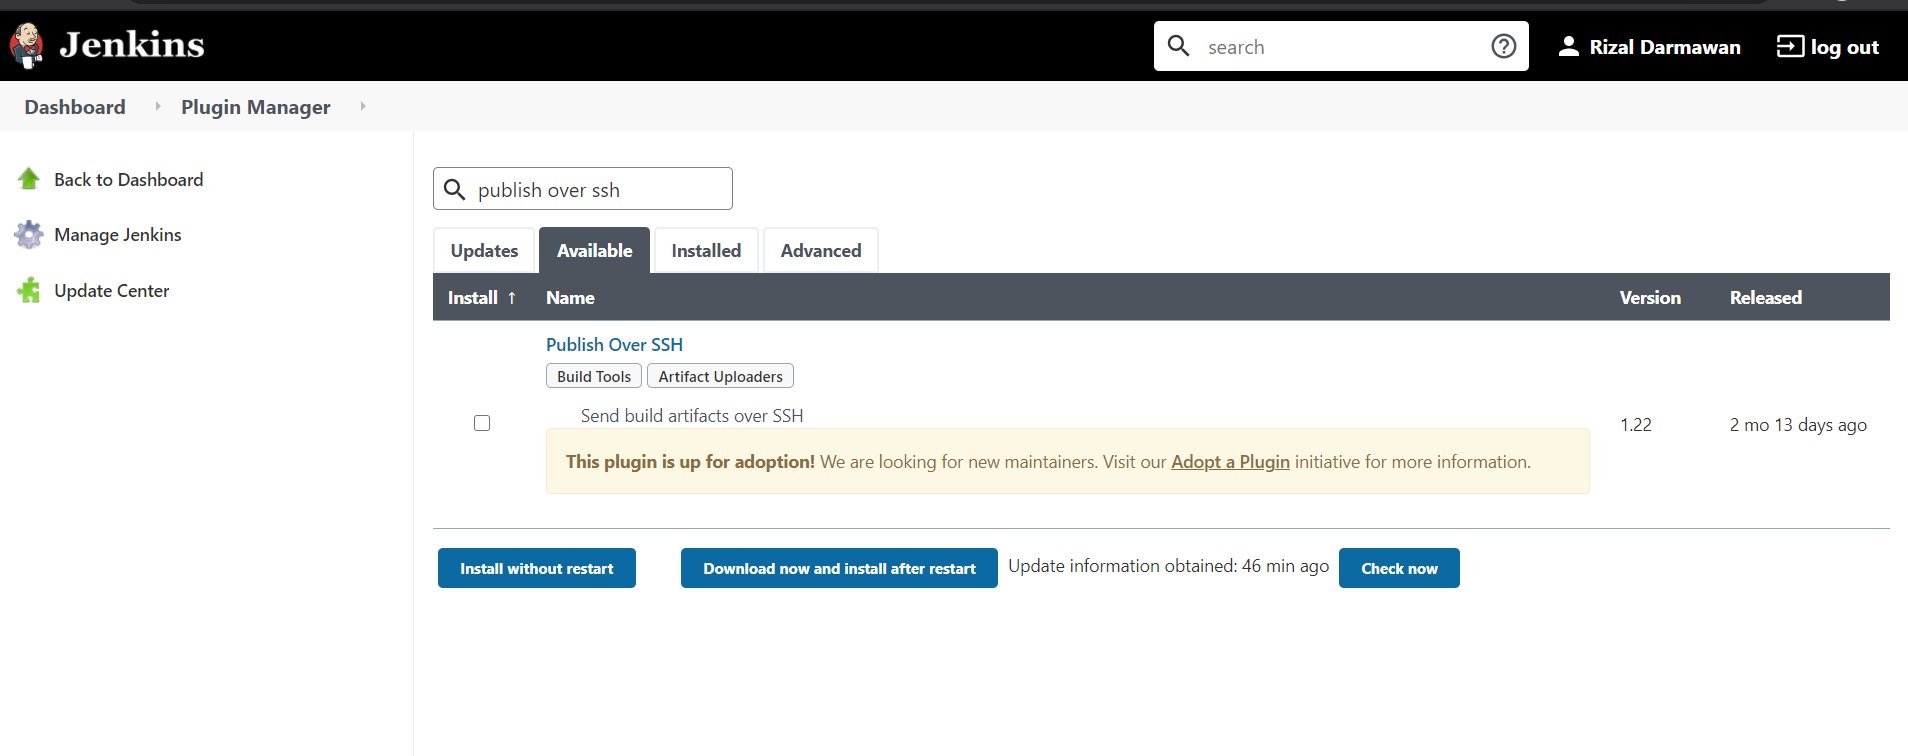 Jenkins
search
Rizal Darmawan
log out
Dashboard
Plugin Manager
Back to Dashboard
Manage Jenkins
Update Center
publish over ssh
Updates
Available
Installed
Advanced
Install ↑ Name Version Released
Publish Over SSH
Build Tools Artifact Uploaders
Send build artifacts over SSH
This plugin is up for adoption! We are looking for new maintainers. Visit our Adopt a Plugin initiative for more information.
1.22
2 mo 13 days ago
Install without restart
Download now and install after restart
Update information obtained: 46 min ago
Check now